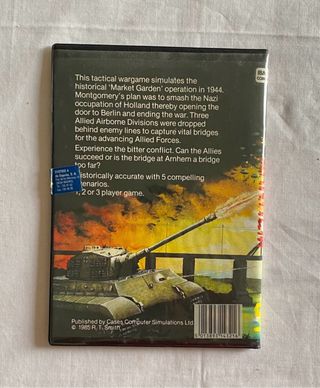 This tactical wargame simulates the
historical 'Market Garden' operation in 1944.
Montgomery's plan was to smash the Nazi
occupation of Holland thereby opening the
door to Berlin and ending the war. Three
Allied Airborne Divisions were dropped
behind enemy lines to capture vital bridges
for the advancing Allied Forces.
Experience the bitter conflict. Can the Allies
succeed or is the bridge at Arnhem a bridge
too far?
Historically accurate with 5 compelling
scenarios.
1, 2 or 3 player game.
Published by Cases Computer Simulations Ltd
© 1985 R. T. Smith